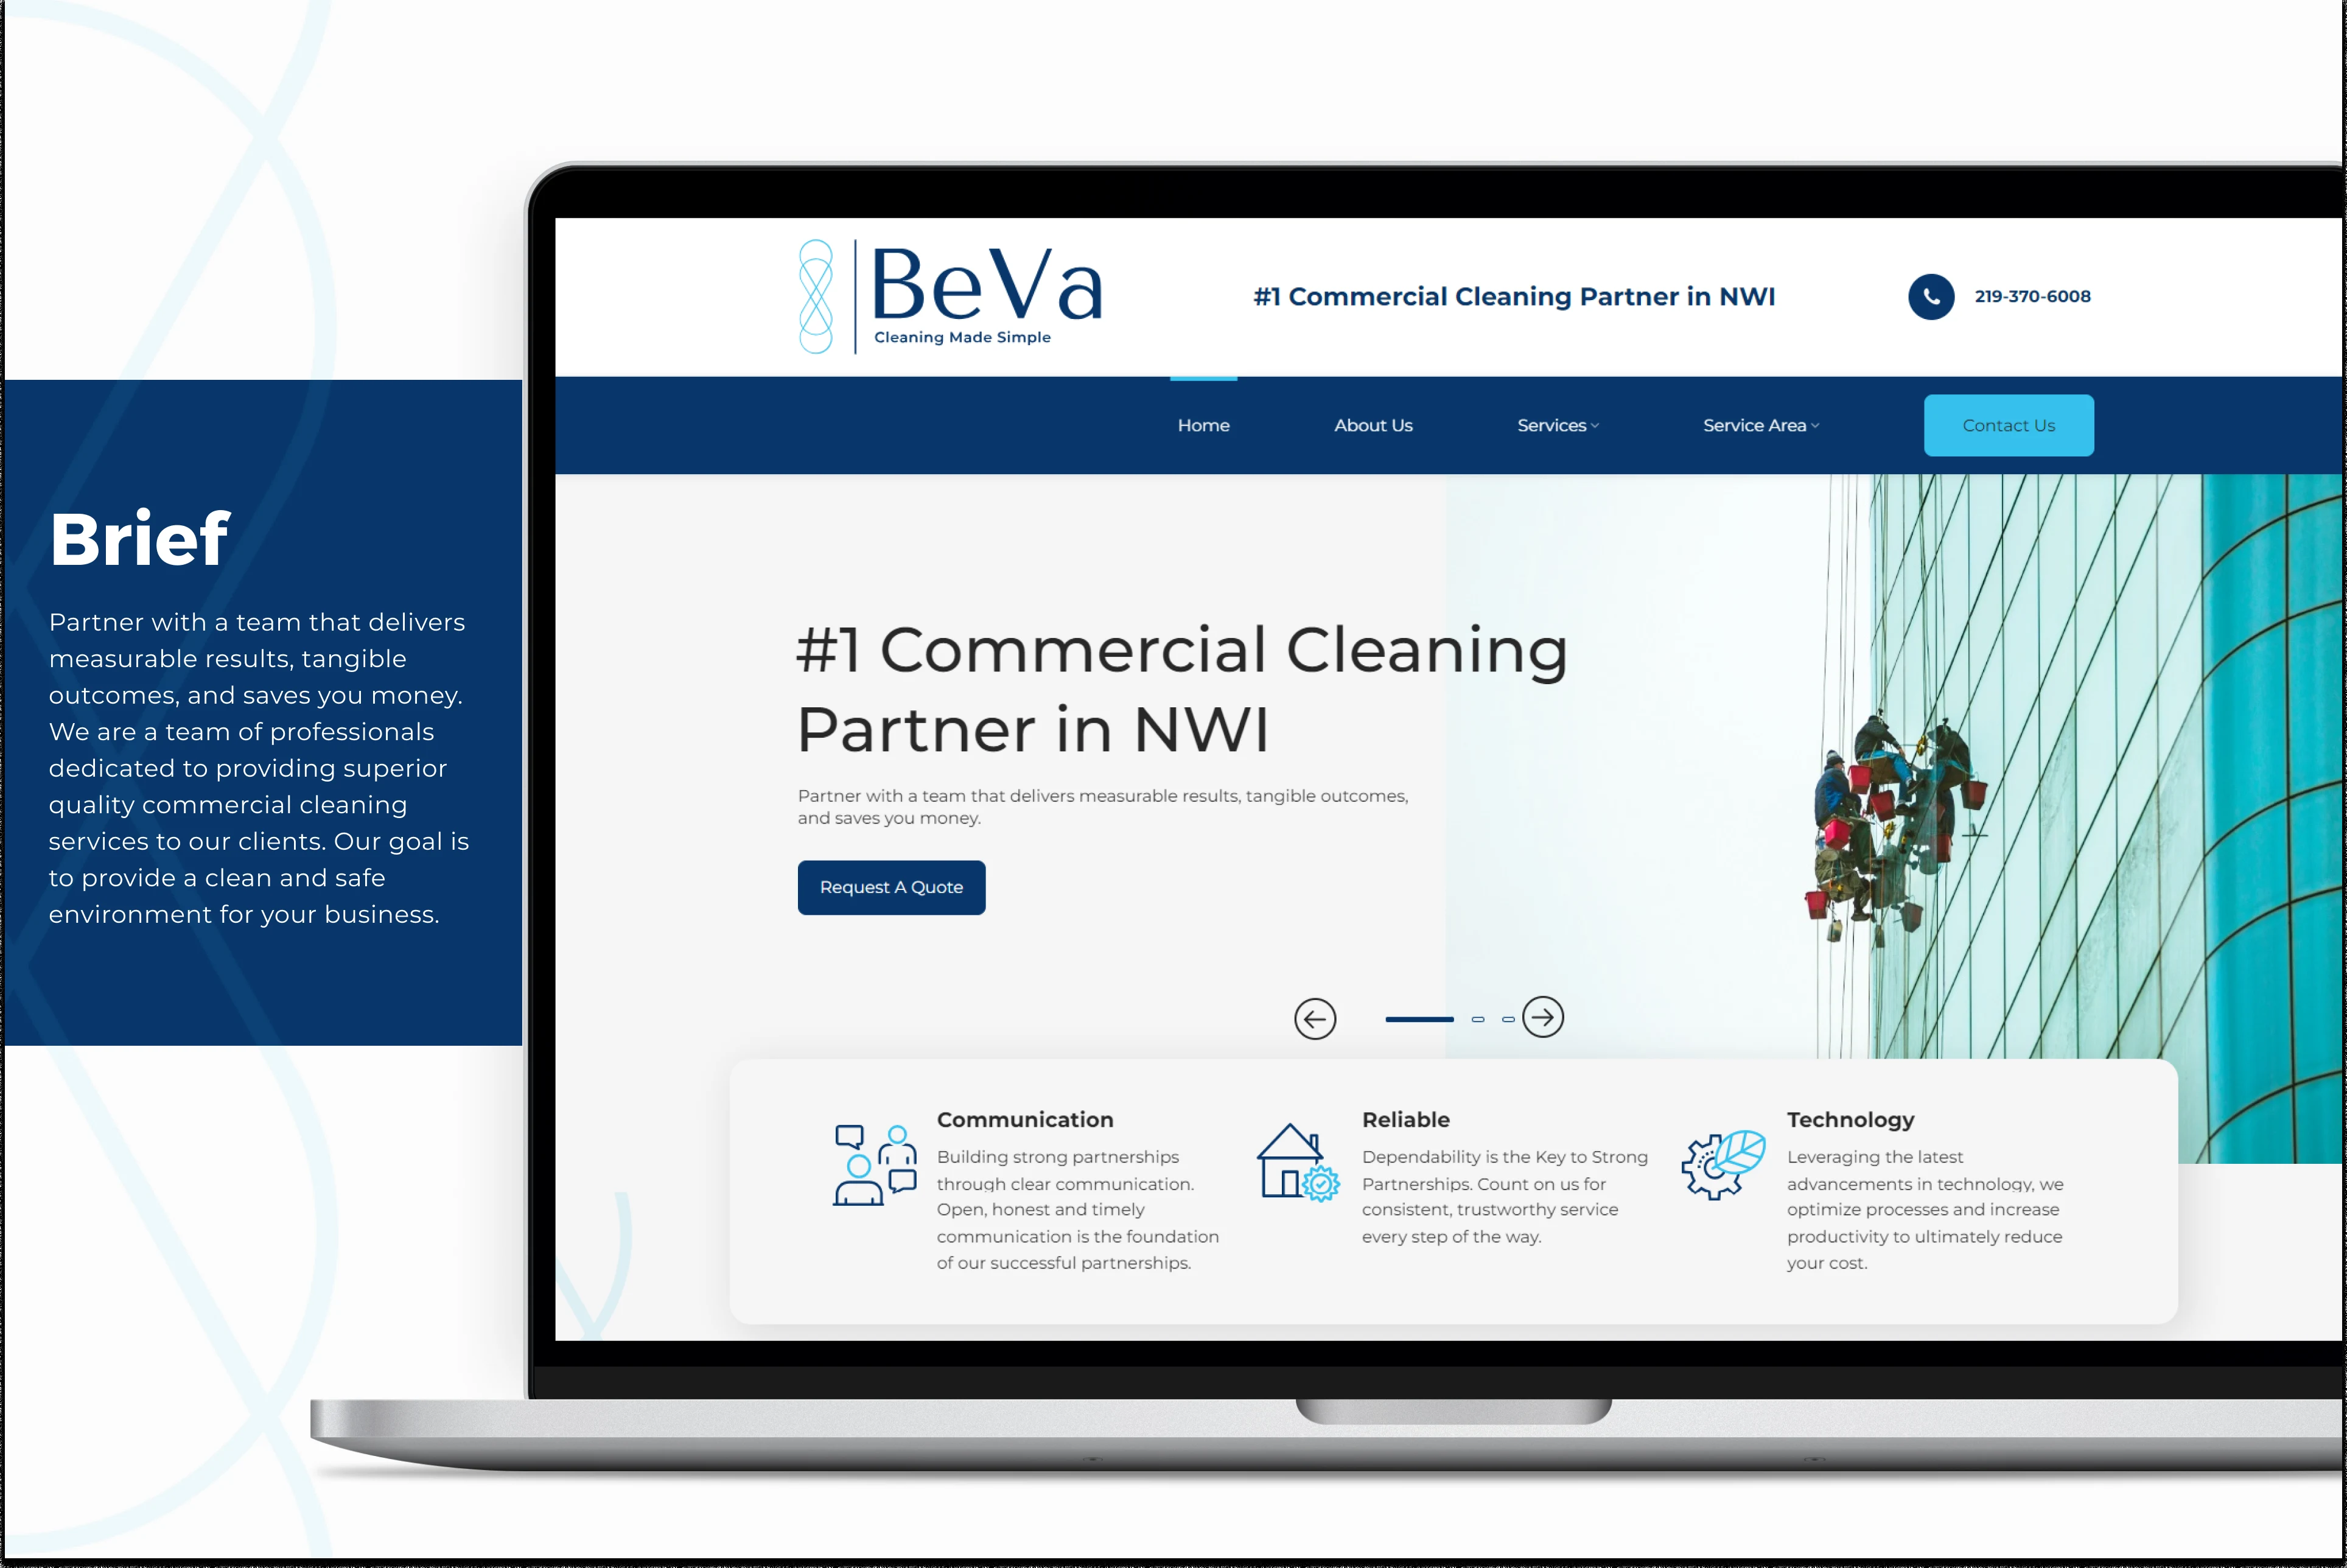 Brief
Partner with a team that delivers
measurable results, tangible
outcomes, and saves you money.
We are a team of professionals
dedicated to providing superior
quality commercial cleaning
services to our clients. Our goal is
to provide a clean and safe
environment for your business.
BeVa
Cleaning Made Simple
#1 Commercial Cleaning Partner in NWI
219-370-6008
Home
About Us
Services
Service Area
Contact Us
#1 Commercial Cleaning
Partner in NWI
Partner with a team that delivers measurable results, tangible outcomes,
and saves you money.
Request A Quote
Communication
Building strong partnerships
through clear communication.
Open, honest and timely
communication is the foundation
of our successful partnerships.
Reliable
Dependability is the Key to Strong
Partnerships. Count on us for
consistent, trustworthy service
every step of the way.
Technology
Leveraging the latest
advancements in technology, we
optimize processes and increase
productivity to ultimately reduce
your cost.